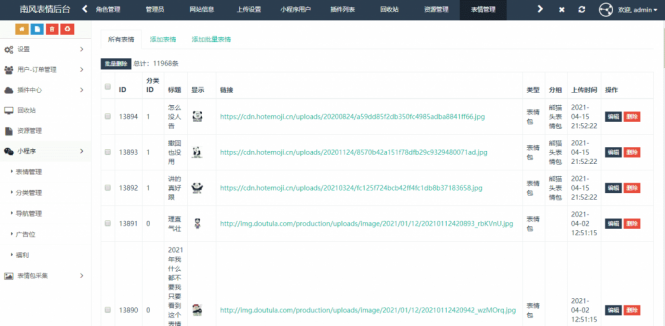 南风表情后台
角色管理 管理员 网站信息 上传设置 小程序用户 插件列表 回收站 资源管理 表情管理 欢迎, admin
设置
用户-订单管理
插件中心
回收站
资源管理
小程序
表情管理
分类管理
导航管理
广告位
福利
表情包采集
所有表情 添加表情 添加批量表情
批量删除 总计：11968条
ID 分类ID 标题 显示 链接 类型 分组 上传时间 操作
13894 1 怎么没人告 https://cdn.hotemoji.cn/uploads/20200824/a59dd85f2db350fc4985adba6841ff66.jpg 表情包 熊猫头表情包 2021-04-15 21:52:22 编辑 删除
13893 1 撤回也没用 https://cdn.hotemoji.cn/uploads/20201124/8570b42a151f78dfb29c9329480071ad.jpg 表情包 熊猫头表情包 2021-04-15 21:52:22 编辑 删除
13892 1 讲的真好跟 https://cdn.hotemoji.cn/uploads/20210324/fc125f724bcb42ff4fc1db8b37183658.jpg 表情包 熊猫头表情包 2021-04-15 21:52:22 编辑 删除
13891 0 理直气壮 http://img.doutula.com/production/uploads/image/2021/01/12/20210112420893_rbKVnU.jpg 表情包 2021-04-02 12:51:15 编辑 删除
13890 0 2021年我什么都不要我只要看到这个表情 http://img.doutula.com/production/uploads/image/2021/01/12/20210112420942_wzMOrq.jpg 表情包 2021-04-02 12:51:15 编辑 删除